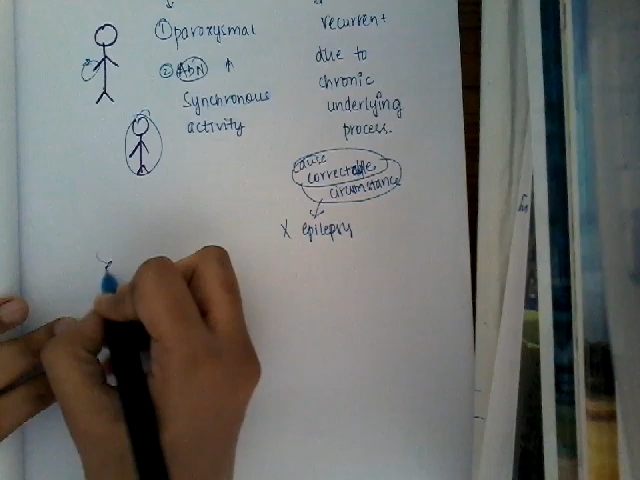 ① paroxysmal
② AbN ↑
synchronous
activity
recurrent
due to
chronic
underlying
process.
cause
correctable
circumstance
X epilepsy